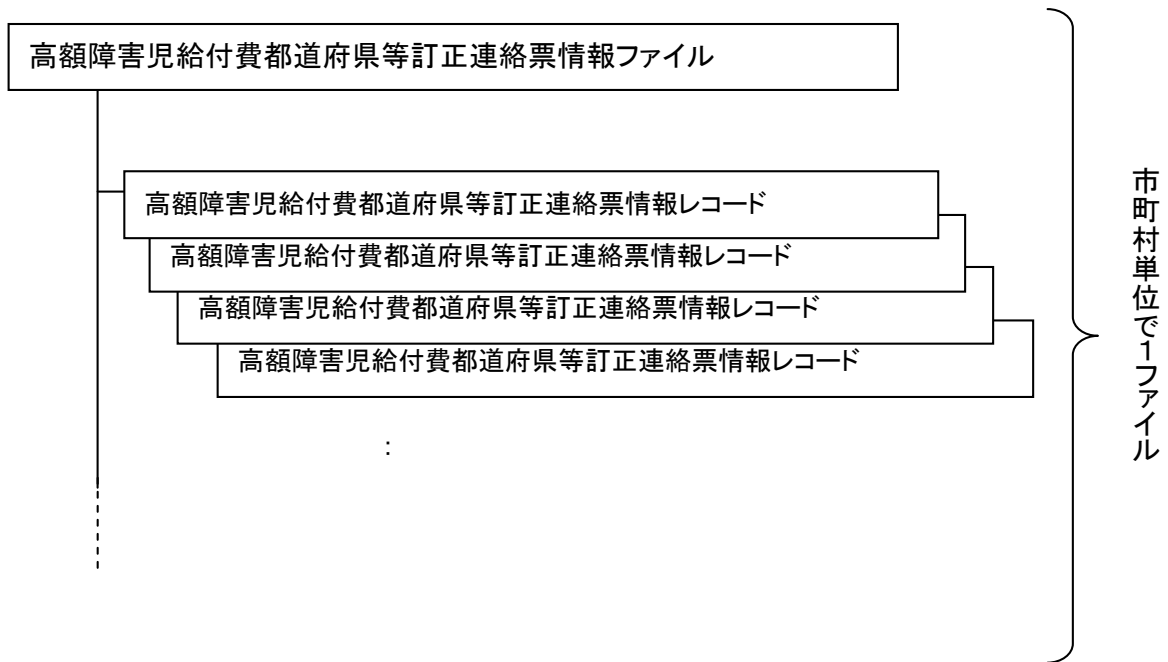 高額障害児給付費都道府県等訂正連絡票情報ファイル
高額障害児給付費都道府県等訂正連絡票情報レコード
高額障害児給付費都道府県等訂正連絡票情報レコード
高額障害児給付費都道府県等訂正連絡票情報レコード
高額障害児給付費都道府県等訂正連絡票情報レコード
:
市町村単位で1ファイル